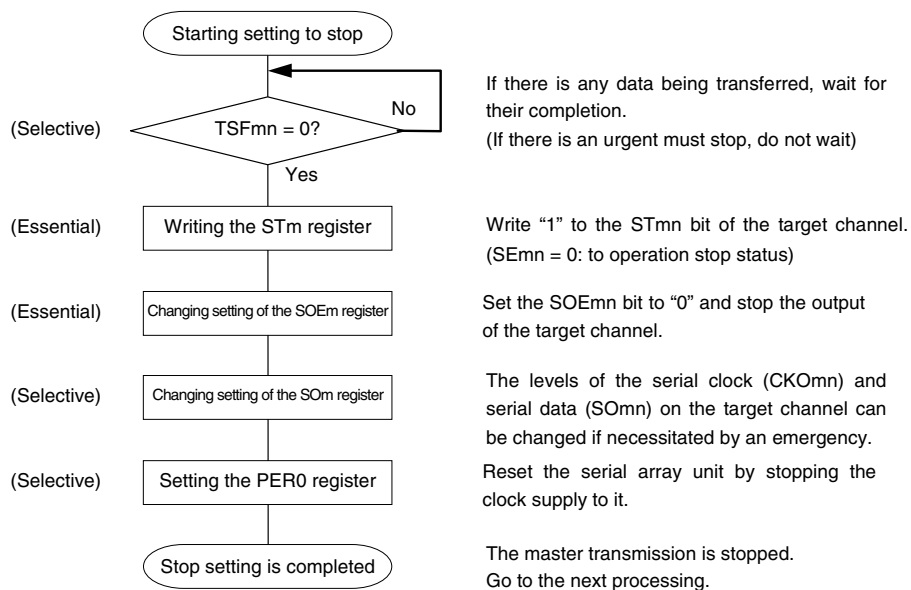 Starting setting to stop
No
If there is any data being transferred, wait for
their completion.
(Selective)
TSFmn = 0?
(If there is an urgent must stop, do not wait)
Yes
(Essential)
Writing the STm register
Write “1” to the STmn bit of the target channel.
(SEmn = 0: to operation stop status)
(Essential)
Changing setting of the SOEm register
Set the SOEmn bit to “0” and stop the output
of the target channel.
(Selective)
Changing setting of the SOm register
The levels of the serial clock (CKOmn) and
serial data (SOmn) on the target channel can
be changed if necessitated by an emergency.
(Selective)
Setting the PER0 register
Reset the serial array unit by stopping the
clock supply to it.
Stop setting is completed
The master transmission is stopped.
Go to the next processing.